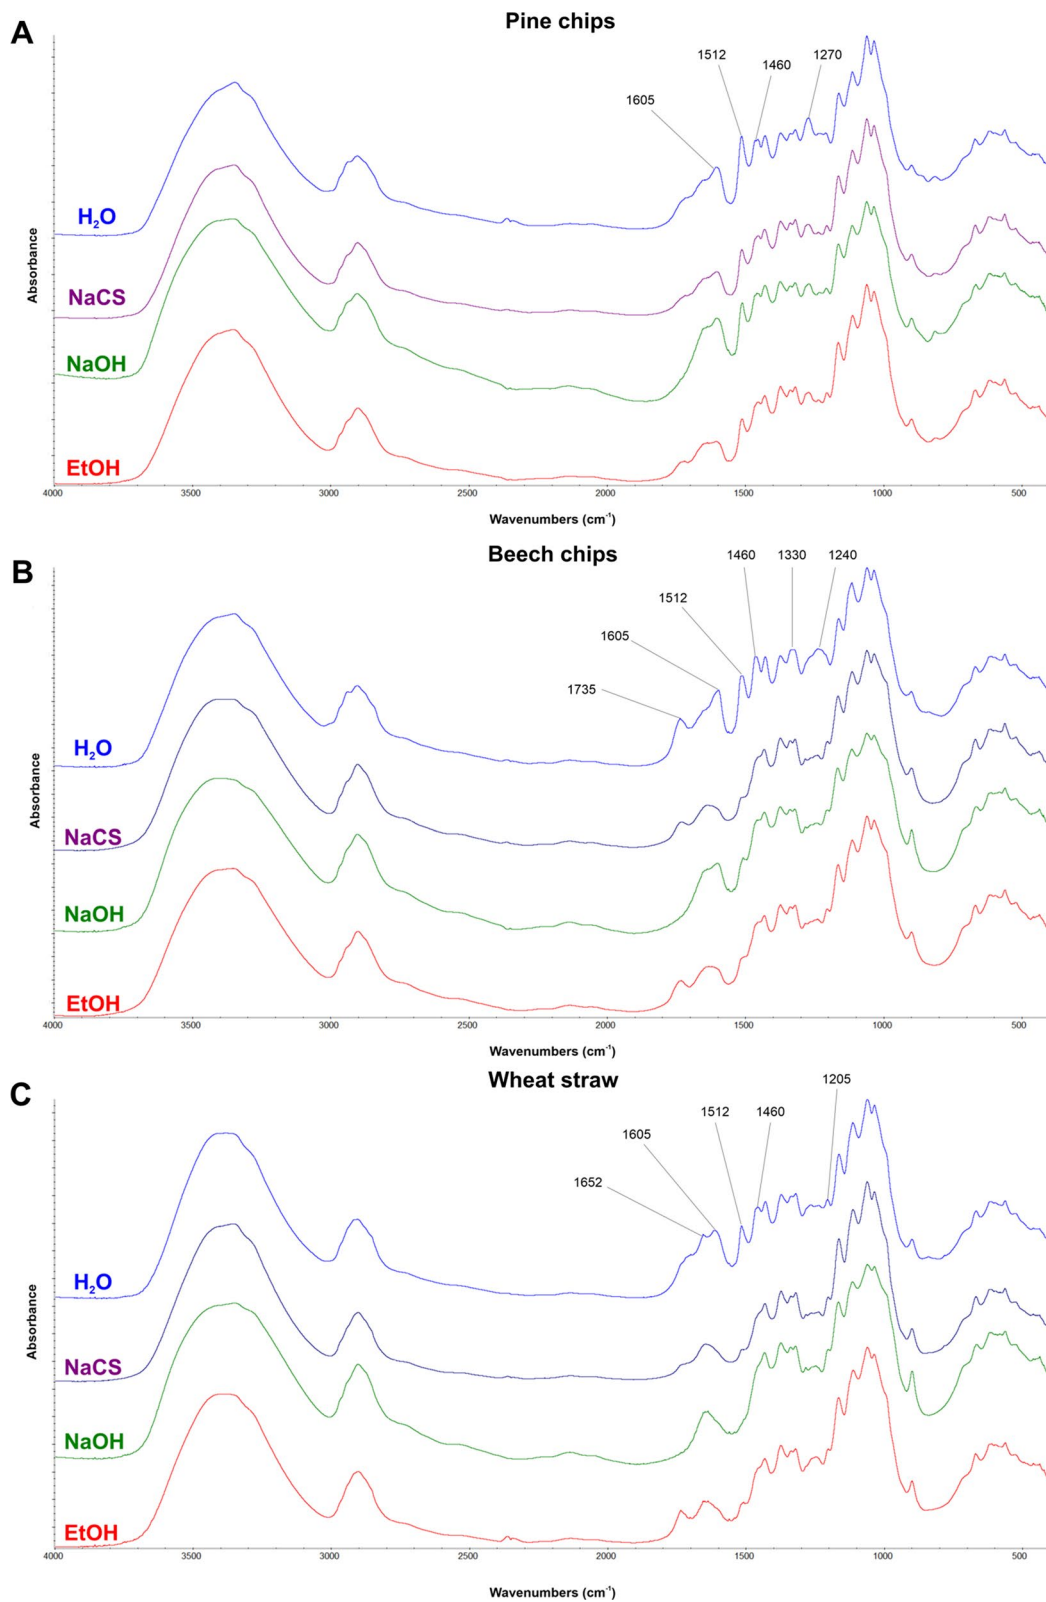 A
Pine chips
1512
1460
1270
1605
H₂O
NaCS
NaOH
EtOH
Absorbance
4000 3500 3000 2500 2000 1500 1000 500
Wavenumbers (cm⁻¹)
B
Beech chips
1460
1330
1240
1512
1605
1735
H₂O
NaCS
NaOH
EtOH
Absorbance
4000 3500 3000 2500 2000 1500 1000 500
Wavenumbers (cm⁻¹)
C
Wheat straw
1205
1512
1460
1605
1652
H₂O
NaCS
NaOH
EtOH
Absorbance
4000 3500 3000 2500 2000 1500 1000 500
Wavenumbers (cm⁻¹)